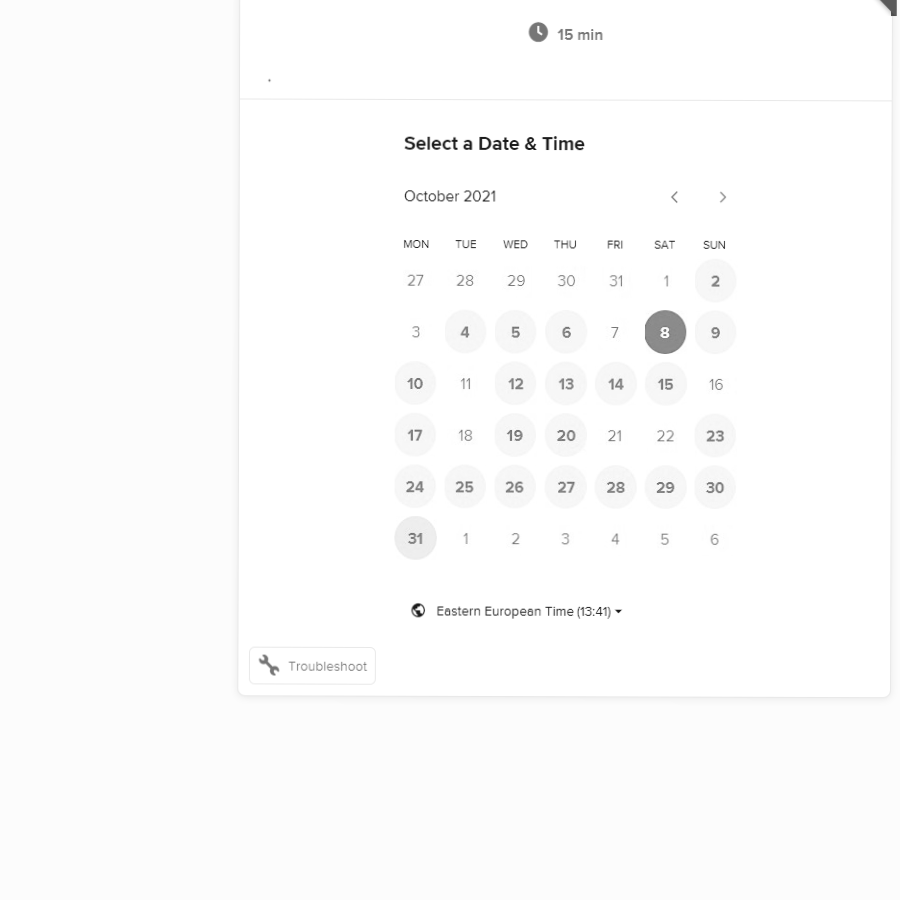 15 min
.
Select a Date & Time
October 2021
MON TUE WED THU FRI SAT SUN
27 28 29 30 31 1 2
3 4 5 6 7 8 9
10 11 12 13 14 15 16
17 18 19 20 21 22 23
24 25 26 27 28 29 30
31 1 2 3 4 5 6
Eastern European Time (13:41)
Troubleshoot